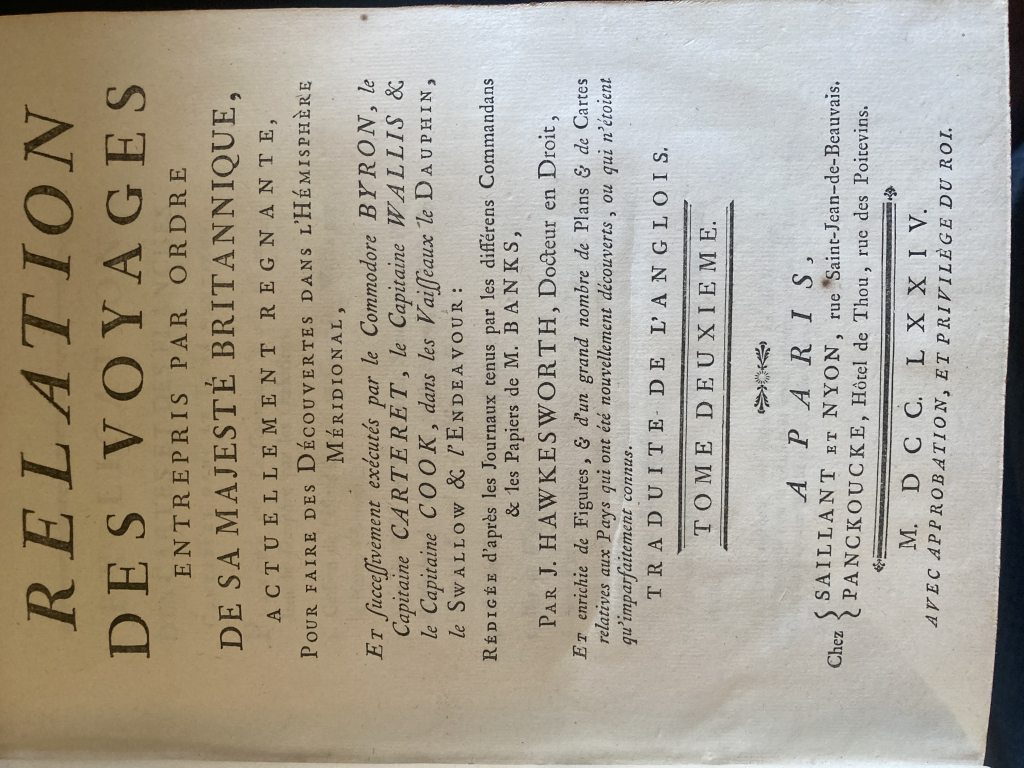 RELATION
DES VOYAGES
ENTREPRIS PAR ORDRE
DE SA MAJESTÉ BRITANNIQUE,
ACTUELLEMENT REGNANTE,
POUR FAIRE DES DÉCOUVERTES DANS L'HÉMISPHÈRE
MÉRIDIONAL,
ET ſucceſſivement exécutés par le Commodore BYRON, le
Capitaine CARTERET, le Capitaine WALLIS &
le Capitaine COOK, dans les Vaiſſeaux le DAUPHIN,
le SWALLOW & l'ENDEAVOUR:
RÉDIGÉE d'après les Journaux tenus par les différens Commandans
& les Papiers de M. BANKS,
PAR J. HAWKESWORTH, Docteur en Droit,
ET enrichie de Figures, & d'un grand nombre de Plans & de Cartes
relatives aux Pays qui ont été nouvellement découverts, ou qui n'étoient
qu'imparfaitement connus.
TRADUITE DE L'ANGLOIS.
TOME DEUXIEME.
A PARIS,
Chez { SAILLANT ET NYON, rue Saint-Jean-de-Beauvais.
{ PANCKOUCKE, Hôtel de Thou, rue des Poitevins.
M. DCC. LXXIV.
AVEC APPROBATION, ET PRIVILÈGE DU ROI.